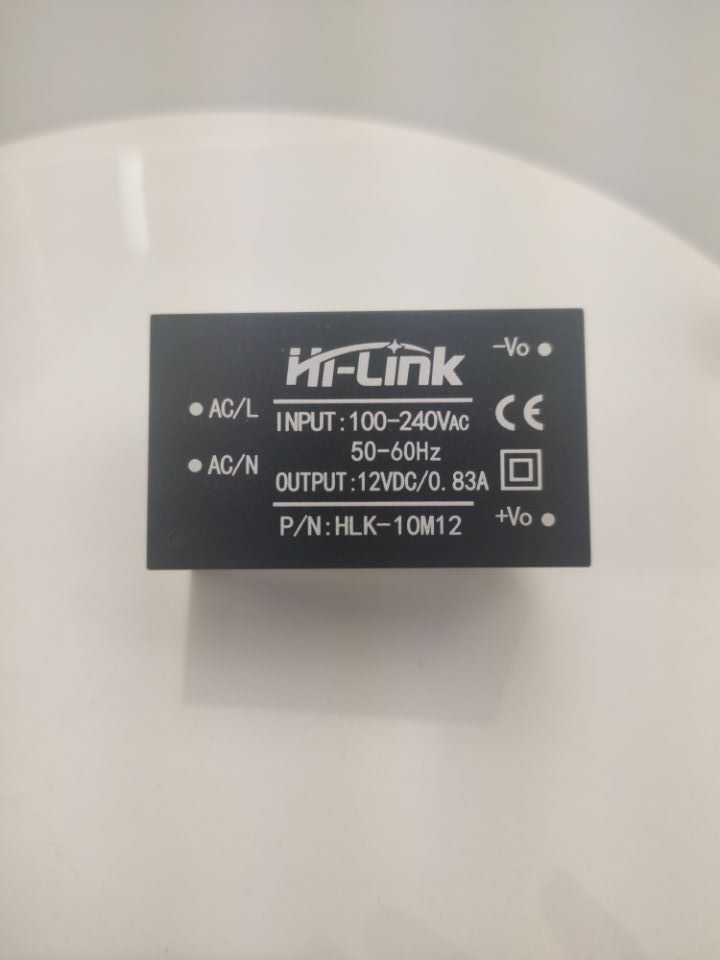 Hi-Link
-Vo
AC/L
INPUT:100-240VAC
CE
50-60Hz
AC/N
OUTPUT:12VDC/0.83A
+Vo
P/N:HLK-10M12